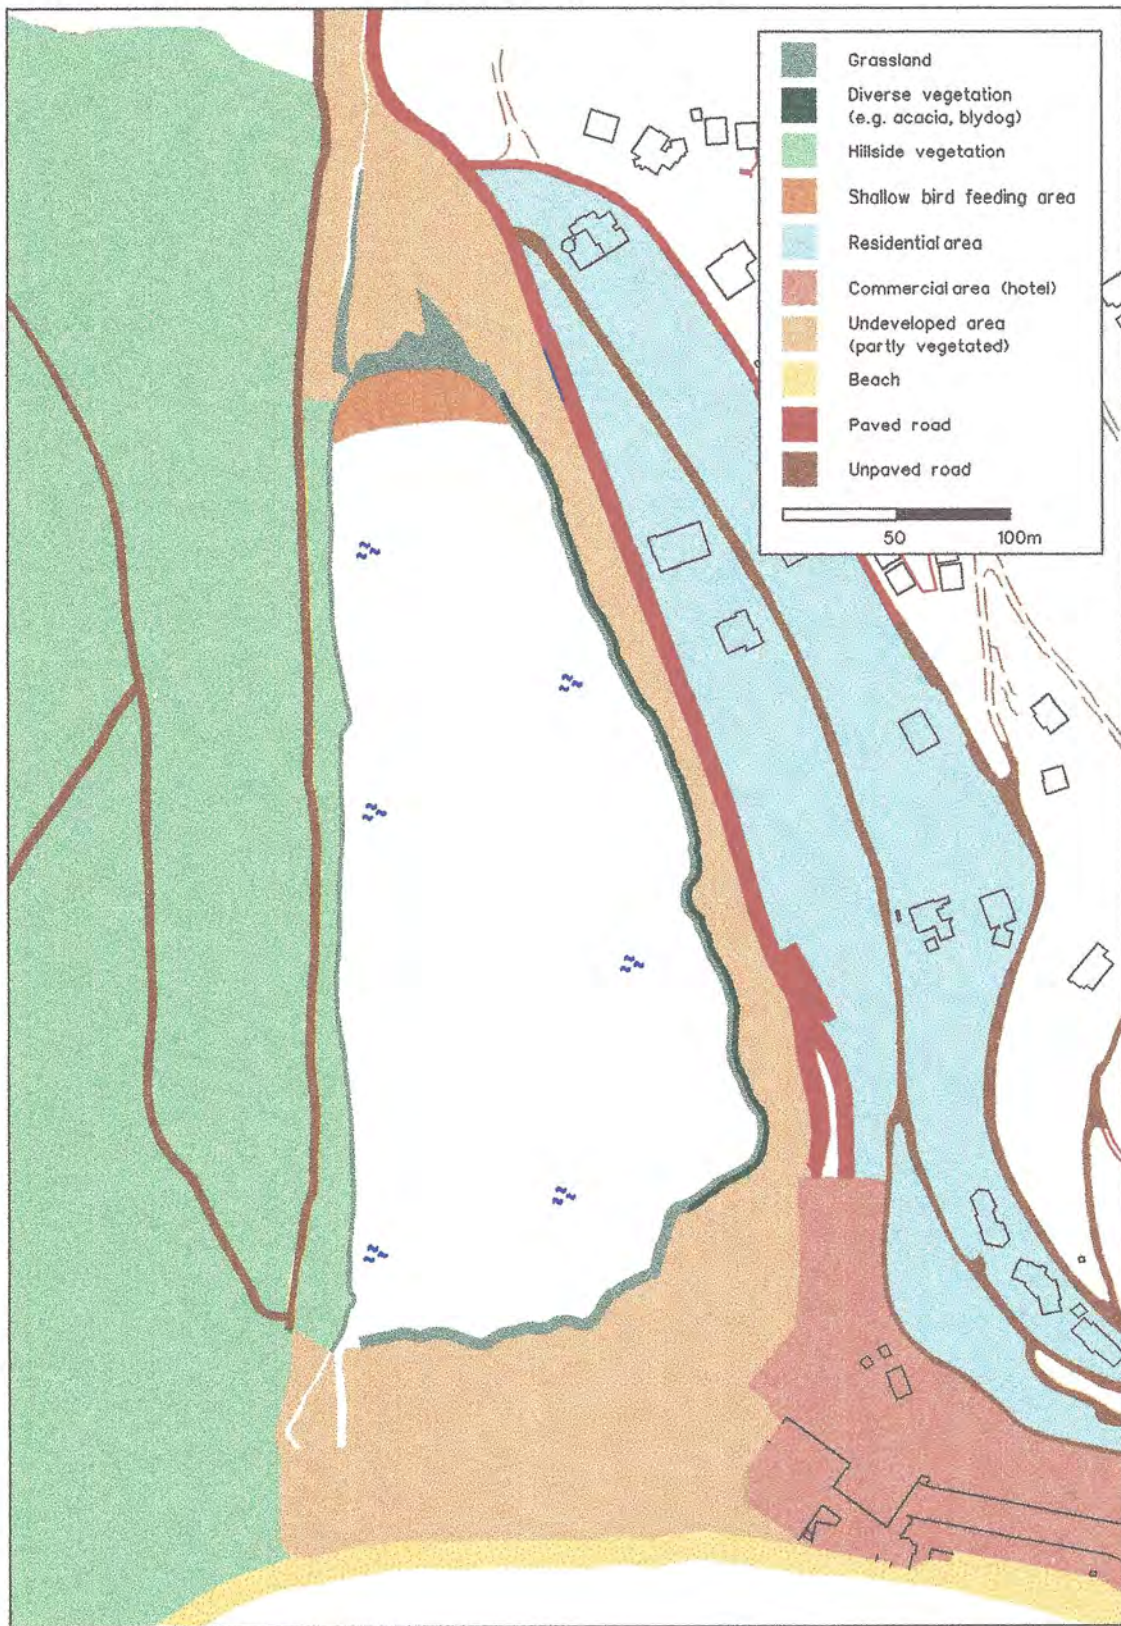 Grassland
Diverse vegetation
(e.g. acacia, blydog)
Hillside vegetation
Shallow bird feeding area
Residential area
Commercial area (hotel)
Undeveloped area
(partly vegetated)
Beach
Paved road
Unpaved road
50 100m